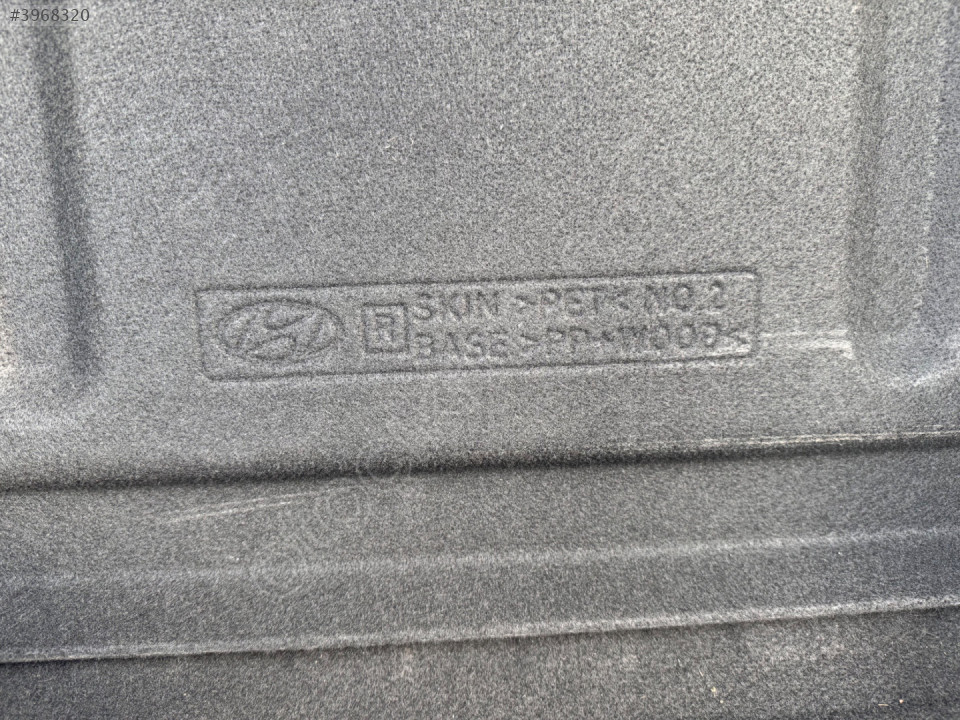 #3968320
SKIN >PET< NO.2
BASE >PP+WOOD<